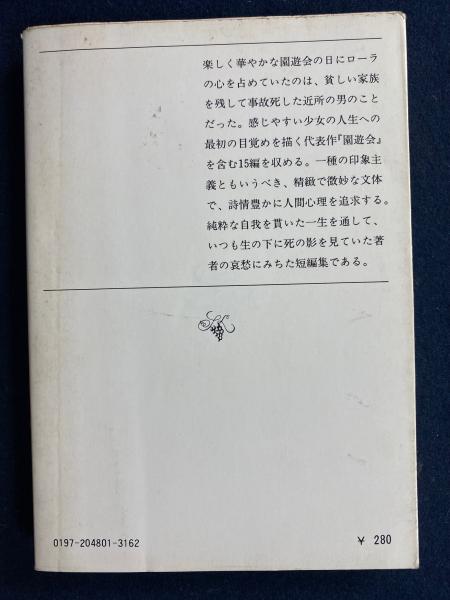 楽しく華やかな園遊会の日にローラ
の心を占めていたのは、貧しい家族
を残して事故死した近所の男のこと
だった。感じやすい少女の人生への
最初の目覚めを描く代表作『園遊会』
を含む15編を収める。一種の印象主
義ともいうべき、精緻で微妙な文体
で、詩情豊かに人間心理を追求する。
純粋な自我を貫いた一生を通して、
いつも生の下に死の影を見ていた著
者の哀愁にみちた短編集である。
0197-204801-3162
¥ 280